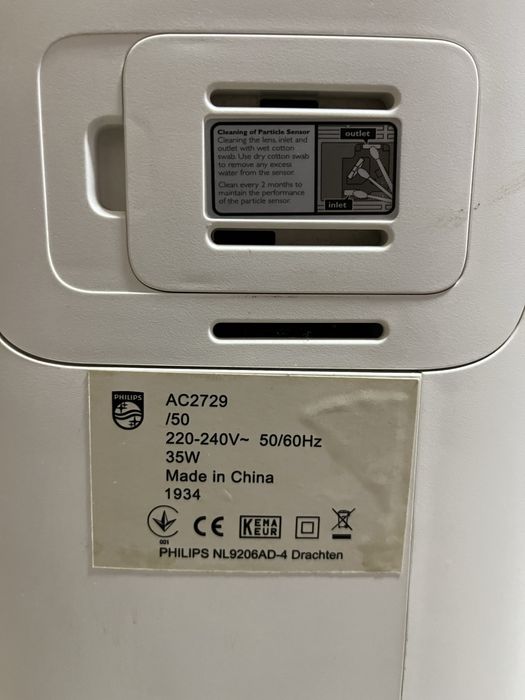 Cleaning of Particle Sensor
Cleaning the lens, inlet and
outlet with wet cotton
swab. Use dry cotton swab
to remove any excess
water from the sensor.
Clean every 2 months to
maintain the performance
of the particle sensor.
outlet
inlet
PHILIPS
AC2729
/50
220-240V~ 50/60Hz
35W
Made in China
1934
001
CE
KEMA
KEUR
PHILIPS NL9206AD-4 Drachten